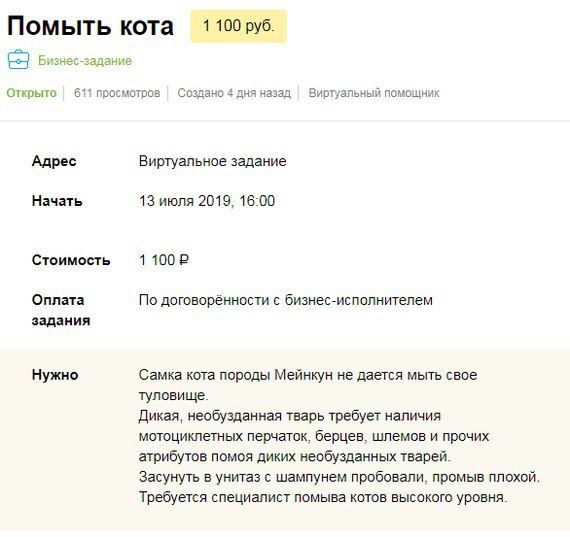 Помыть кота 1 100 руб.
Бизнес-задание
Открыто 611 просмотров Создано 4 дня назад Виртуальный помощник
Адрес Виртуальное задание
Начать 13 июля 2019, 16:00
Стоимость 1 100 ₽
Оплата задания По договорённости с бизнес-исполнителем
Нужно Самка кота породы Мейнкун не дается мыть свое
туловище.
Дикая, необузданная тварь требует наличия
мотоциклетных перчаток, берцев, шлемов и прочих
атрибутов помоя диких необузданных тварей.
Засунуть в унитаз с шампунем пробовали, промыв плохой.
Требуется специалист помыва котов высокого уровня.